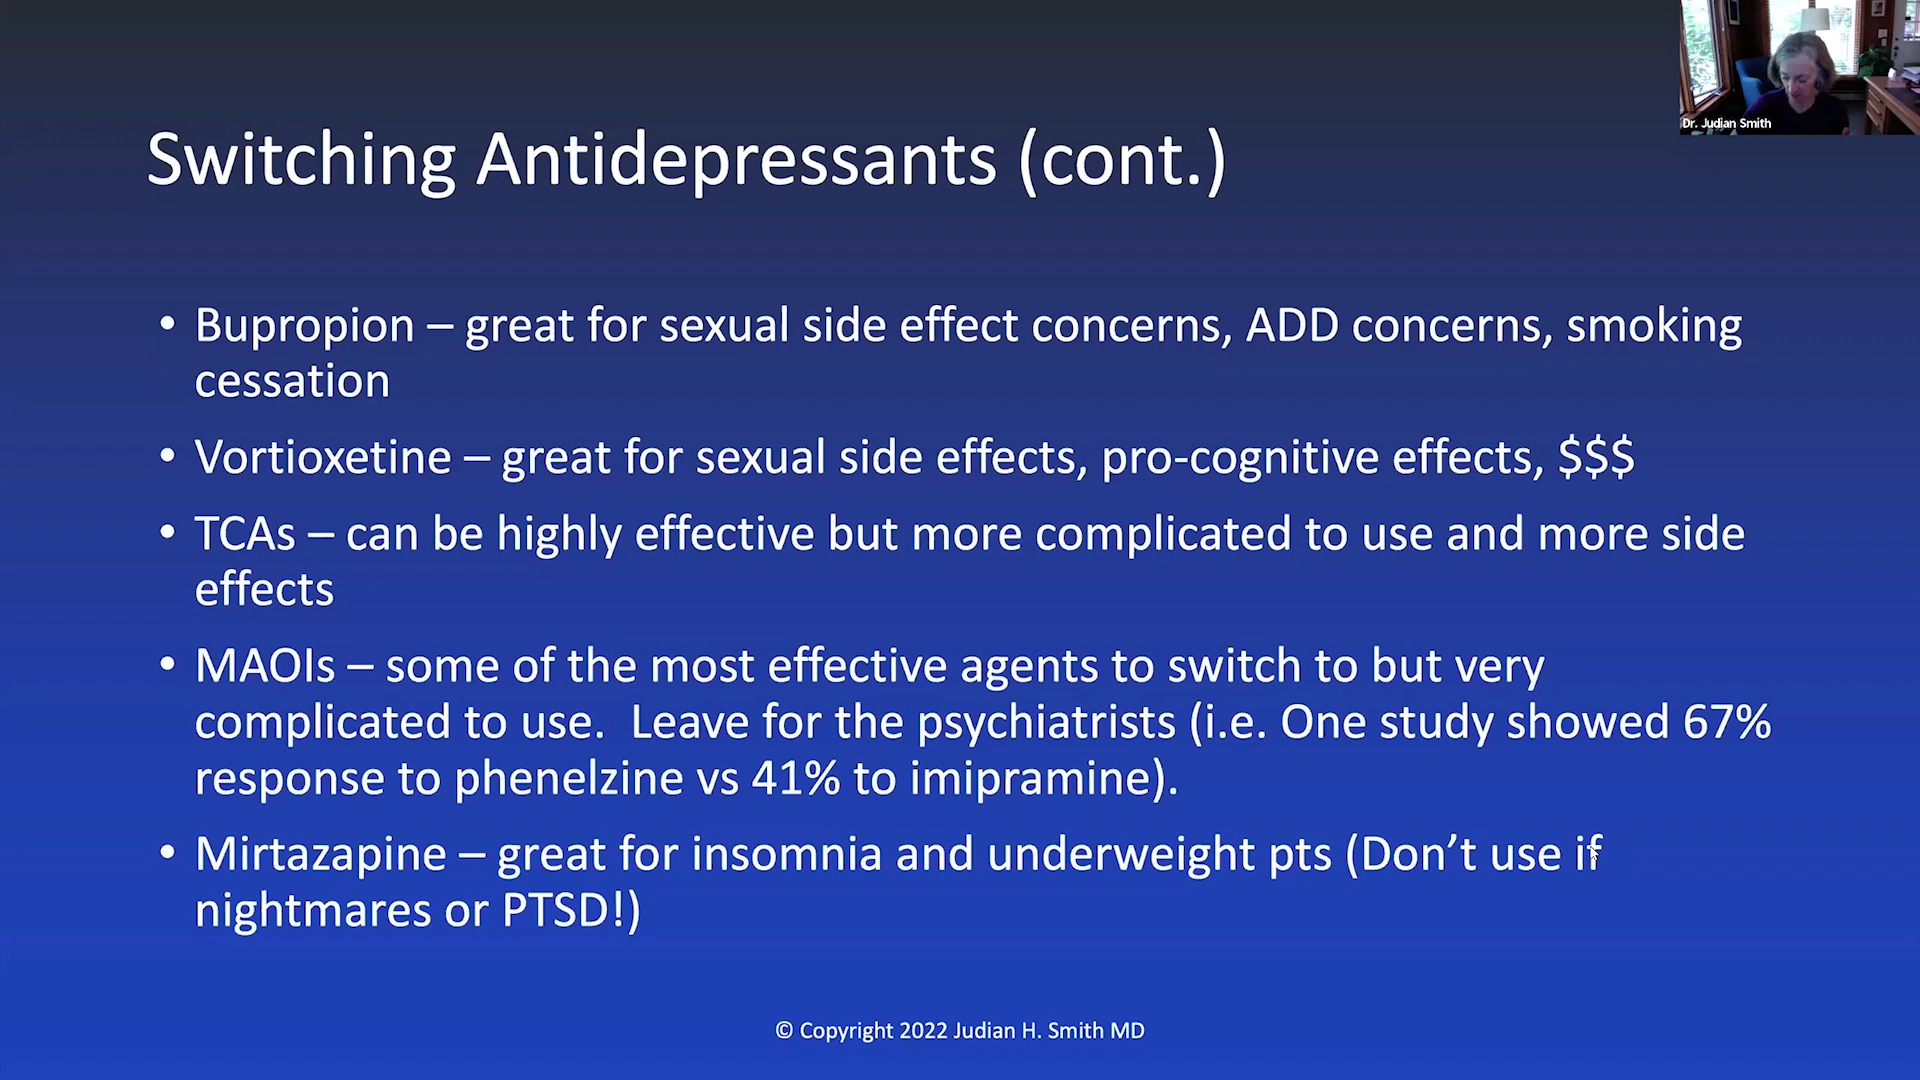 Dr. Judian Smith
Switching Antidepressants (cont.)
• Bupropion – great for sexual side effect concerns, ADD concerns, smoking
cessation
• Vortioxetine – great for sexual side effects, pro-cognitive effects, $$$
• TCAs – can be highly effective but more complicated to use and more side
effects
• MAOIs – some of the most effective agents to switch to but very
complicated to use.  Leave for the psychiatrists (i.e. One study showed 67%
response to phenelzine vs 41% to imipramine).
• Mirtazapine – great for insomnia and underweight pts (Don’t use if
nightmares or PTSD!)
© Copyright 2022 Judian H. Smith MD